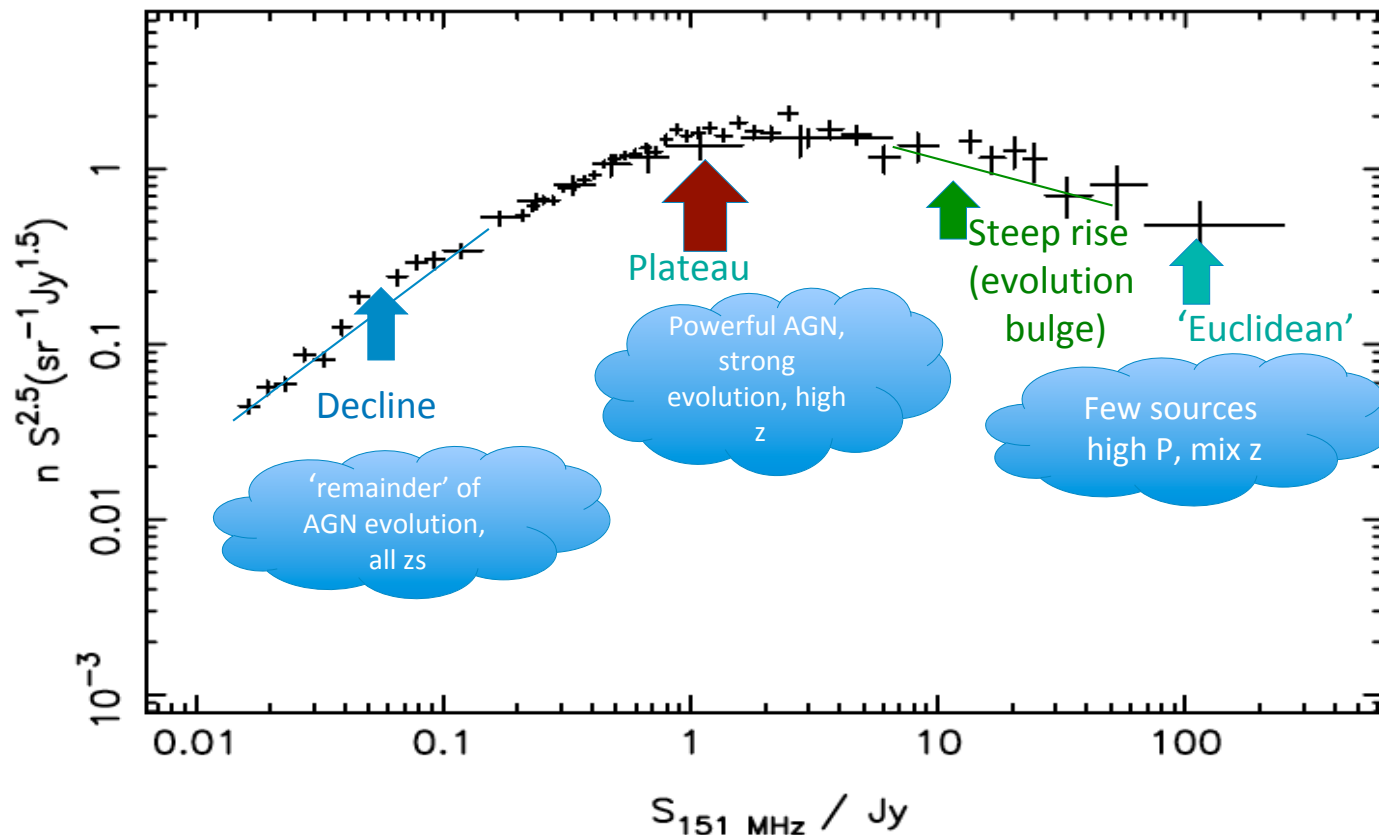 n S^2.5 (sr^-1 Jy^1.5)
1
0.1
0.01
10^-3
Plateau
Steep rise
(evolution
bulge)
'Euclidean'
Decline
Powerful AGN,
strong
evolution, high
z
Few sources
high P, mix z
'remainder' of
AGN evolution,
all zs
0.01
0.1
1
10
100
S_151 MHz / Jy